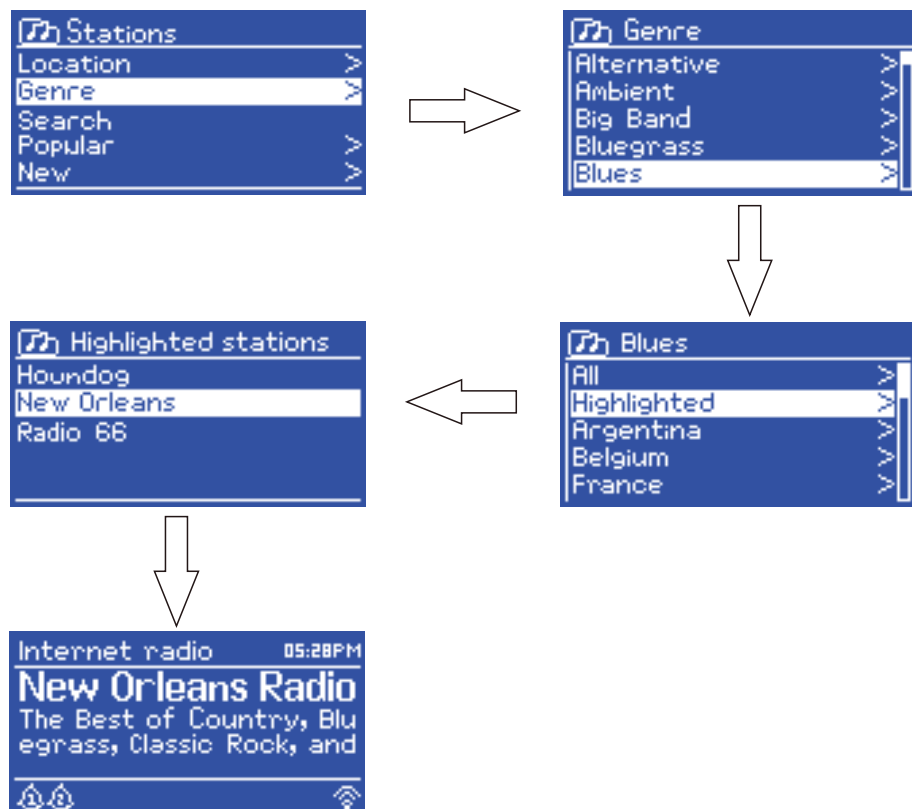 Stations
Location >
Genre >
Search
Popular >
New >
Genre
Alternative >
Ambient >
Big Band >
Bluegrass >
Blues >
Blues
All >
Highlighted >
Argentina >
Belgium >
France >
Highlighted stations
Houndog
New Orleans
Radio 66
Internet radio 05:28PM
New Orleans Radio
The Best of Country, Blu
egrass, Classic Rock, and
1 2